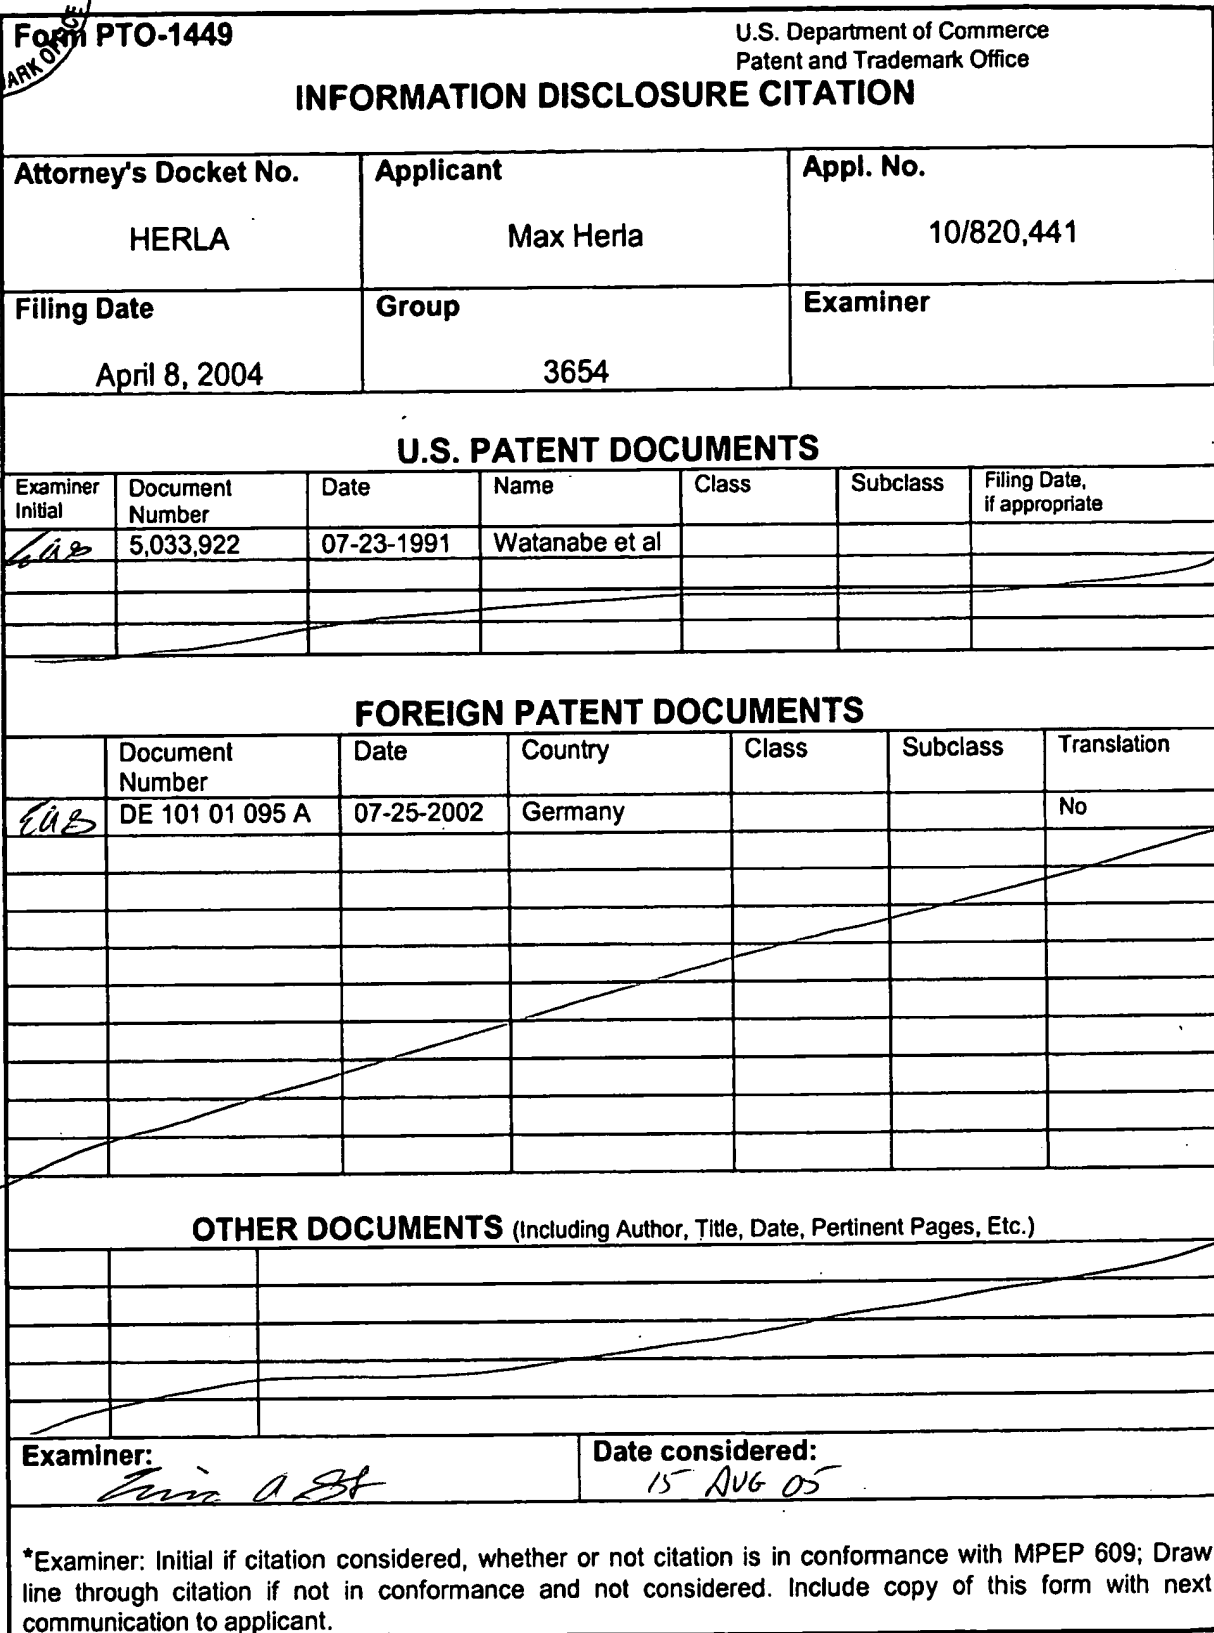 Form PTO-1449
U.S. Department of Commerce
Patent and Trademark Office
INFORMATION DISCLOSURE CITATION
Attorney's Docket No.
HERLA
Applicant
Max Herla
Appl. No.
10/820,441
Filing Date
April 8, 2004
Group
3654
Examiner
U.S. PATENT DOCUMENTS
Examiner Initial Document Number Date Name Class Subclass Filing Date, if appropriate
5,033,922 07-23-1991 Watanabe et al
FOREIGN PATENT DOCUMENTS
Document Number Date Country Class Subclass Translation
DE 101 01 095 A 07-25-2002 Germany No
OTHER DOCUMENTS (Including Author, Title, Date, Pertinent Pages, Etc.)
Examiner:
Date considered:
15 AUG 05
*Examiner: Initial if citation considered, whether or not citation is in conformance with MPEP 609; Draw
line through citation if not in conformance and not considered. Include copy of this form with next
communication to applicant.